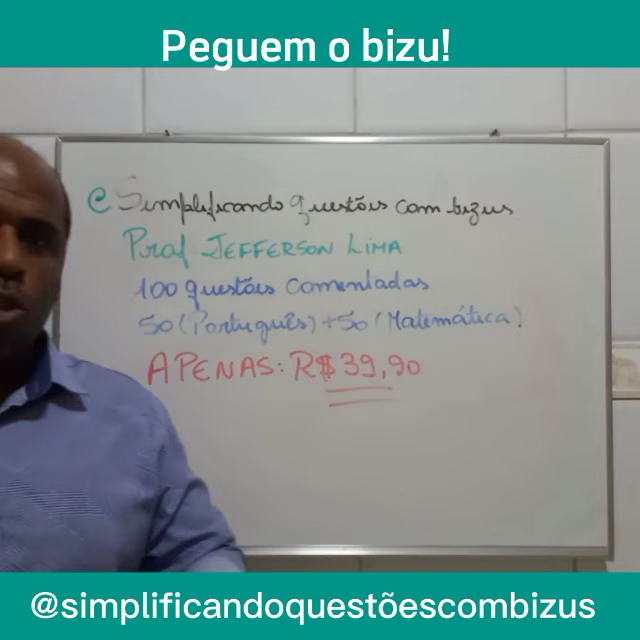 Peguem o bizu!
@ Simplificando questões com bizus
Prof JEFFERSON LIMA
100 questões comentadas
50 (Português) + 50 (Matemática)
APENAS: R$ 39,90
@simplificandoquestõescombizus